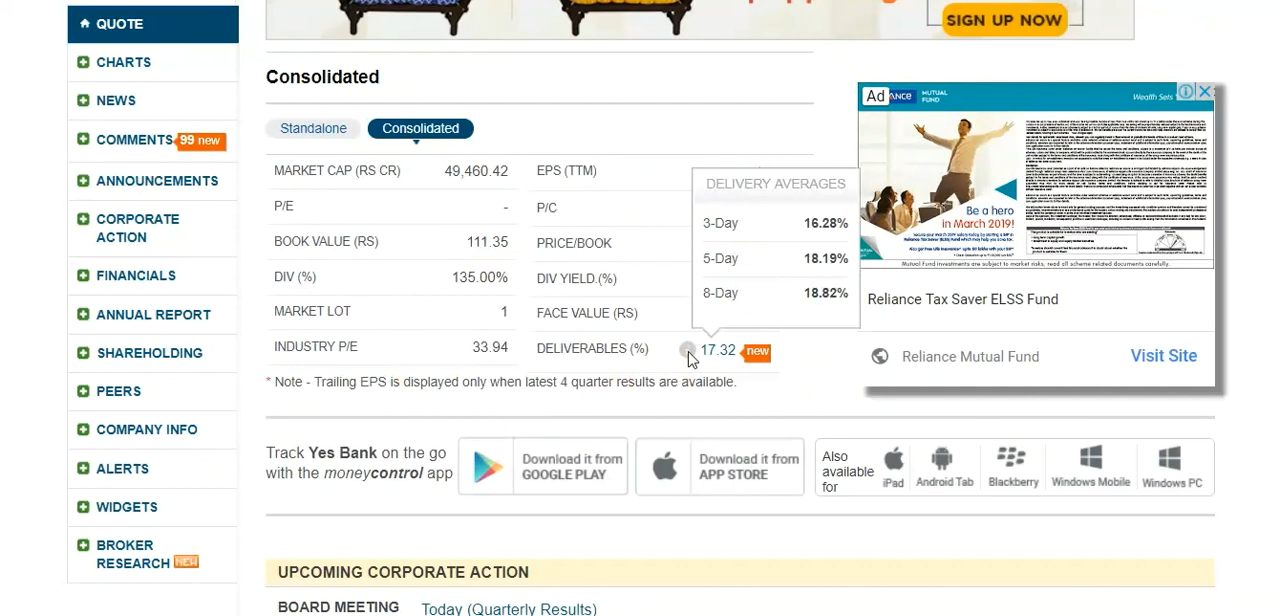 SIGN UP NOW
QUOTE
CHARTS
NEWS
COMMENTS 99 new
ANNOUNCEMENTS
CORPORATE
ACTION
FINANCIALS
ANNUAL REPORT
SHAREHOLDING
PEERS
COMPANY INFO
ALERTS
WIDGETS
BROKER
RESEARCH NEW
Consolidated
Standalone Consolidated
MARKET CAP (RS CR) 49,460.42 EPS (TTM)
P/E - P/C
BOOK VALUE (RS) 111.35 PRICE/BOOK
DIV (%) 135.00% DIV YIELD.(%)
MARKET LOT 1 FACE VALUE (RS)
INDUSTRY P/E 33.94 DELIVERABLES (%) 17.32 new
DELIVERY AVERAGES
3-Day 16.28%
5-Day 18.19%
8-Day 18.82%
* Note - Trailing EPS is displayed only when latest 4 quarter results are available.
Ad
MUTUAL
FUND
Wealth Sets
Be a hero
in March 2019!
Mutual Fund investments are subject to market risks, read all scheme related documents carefully.
Reliance Tax Saver ELSS Fund
Reliance Mutual Fund Visit Site
Track Yes Bank on the go
with the moneycontrol app
Download it from
GOOGLE PLAY
Download it from
APP STORE
Also
available
for
iPad Android Tab Blackberry Windows Mobile Windows PC
UPCOMING CORPORATE ACTION
BOARD MEETING Today (Quarterly Results)